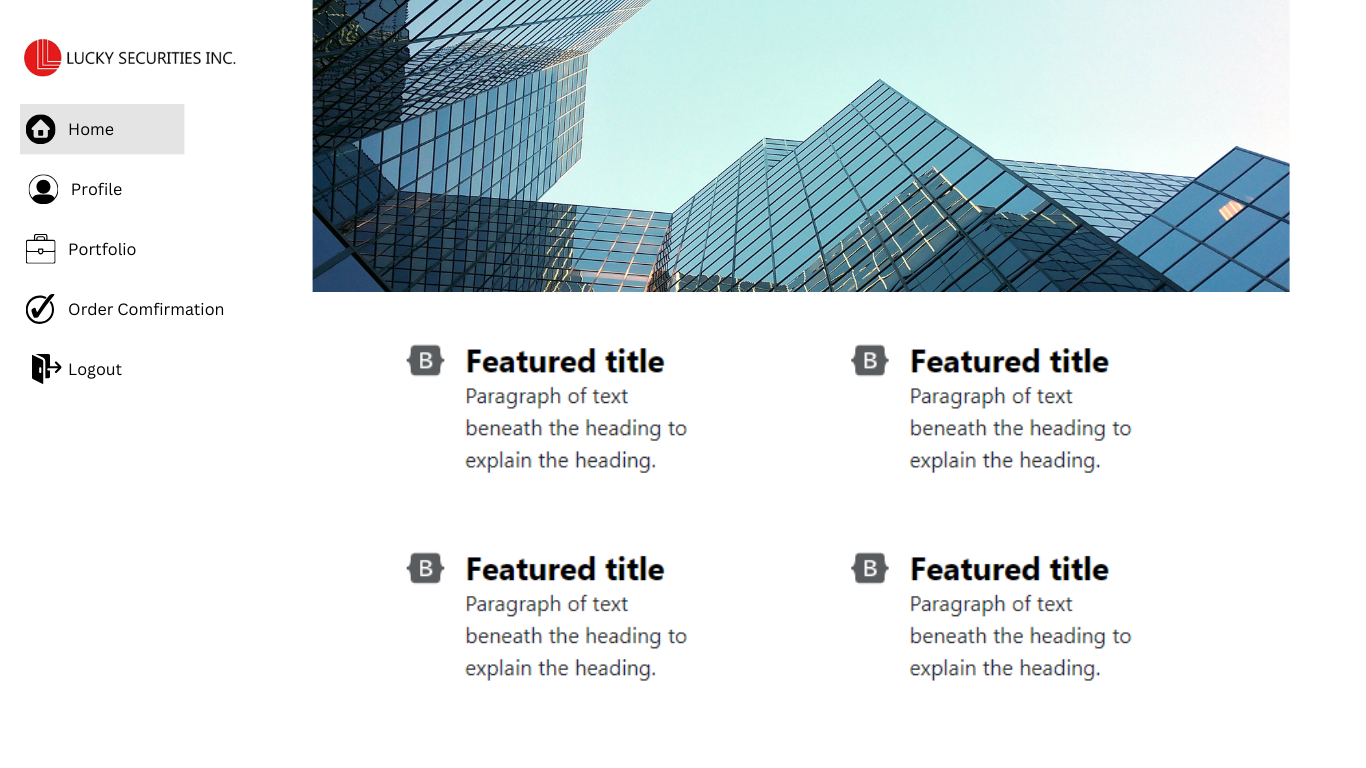 LUCKY SECURITIES INC.
Home
Profile
Portfolio
Order Comfirmation
Logout
B Featured title
Paragraph of text
beneath the heading to
explain the heading.
B Featured title
Paragraph of text
beneath the heading to
explain the heading.
B Featured title
Paragraph of text
beneath the heading to
explain the heading.
B Featured title
Paragraph of text
beneath the heading to
explain the heading.